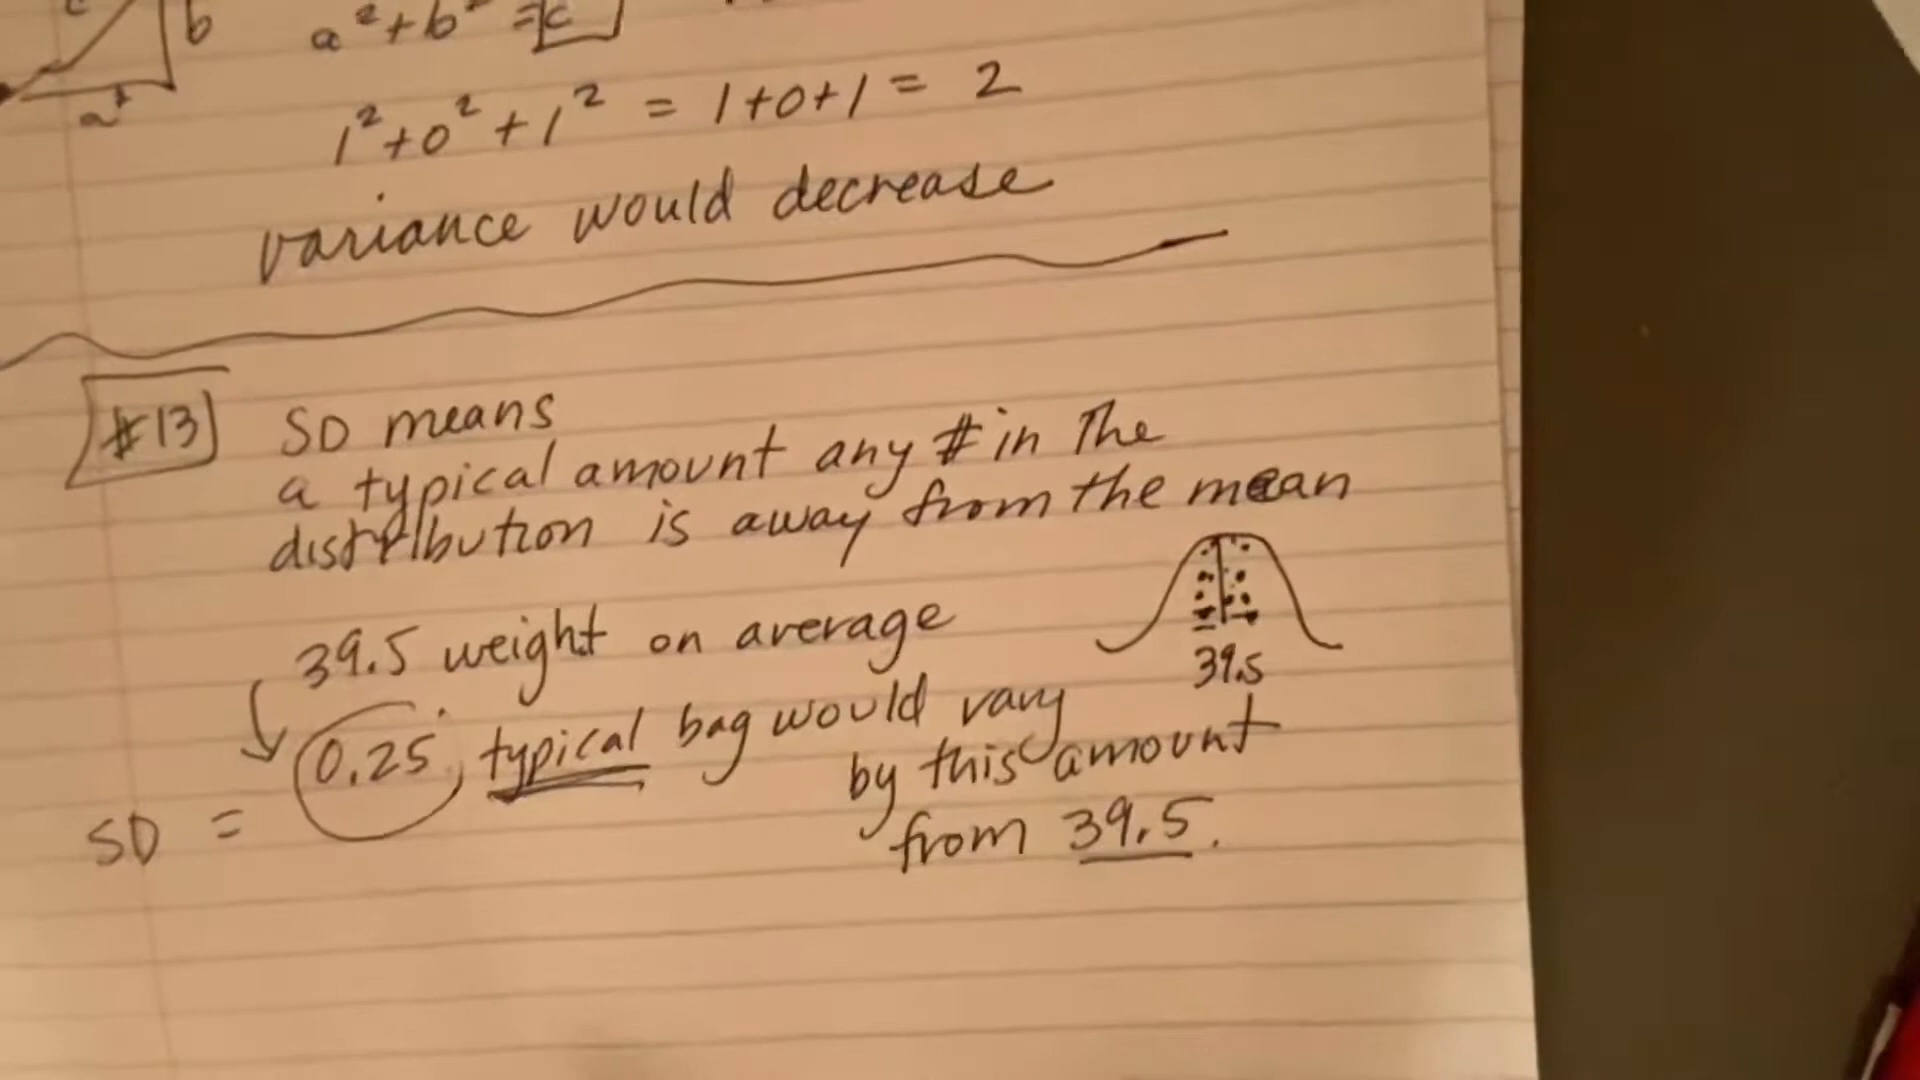 b
a² + b² = c
a
1² + 0² + 1² = 1 + 0 + 1 = 2
variance would decrease
#13
SD means
a typical amount any # in the
distribution is away from the mean
39.5 weight on average
39.5
0.25, typical bag would vary
by this amount
SD =
from 39.5.